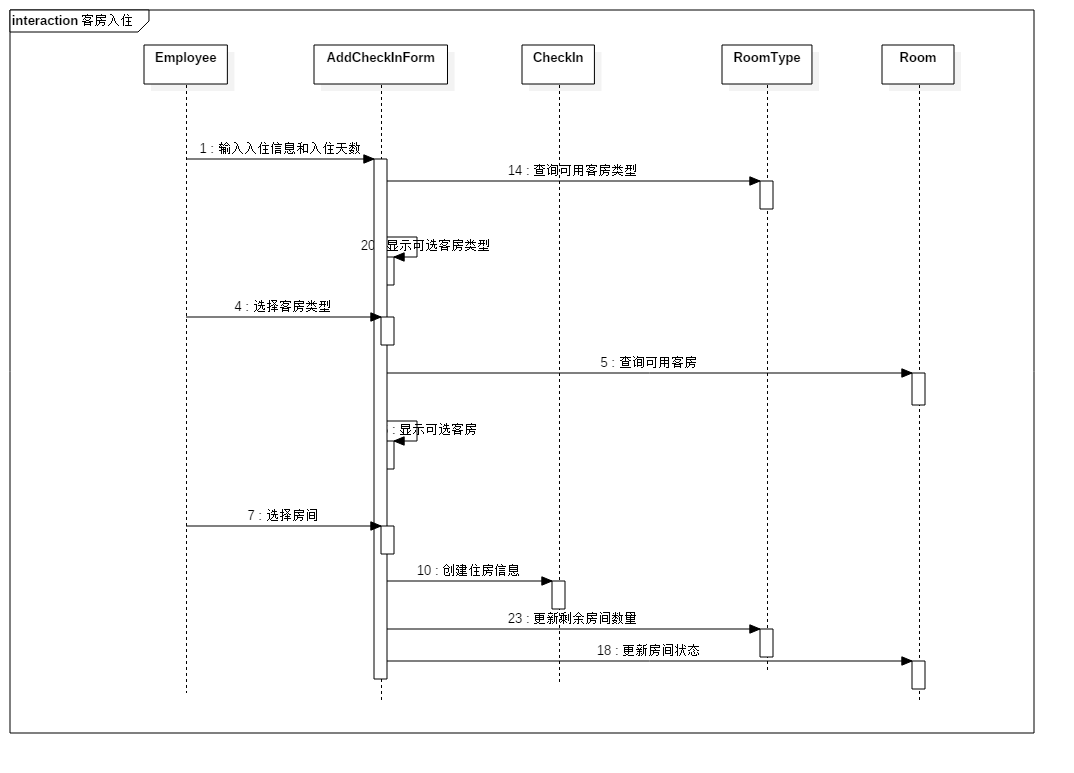 interaction 客房入住
Employee
AddCheckInForm
CheckIn
RoomType
Room
1 : 输入入住信息和入住天数
14 : 查询可用客房类型
20 显示可选客房类型
4 : 选择客房类型
5 : 查询可用客房
: 显示可选客房
7 : 选择房间
10 : 创建住房信息
23 : 更新剩余房间数量
18 : 更新房间状态